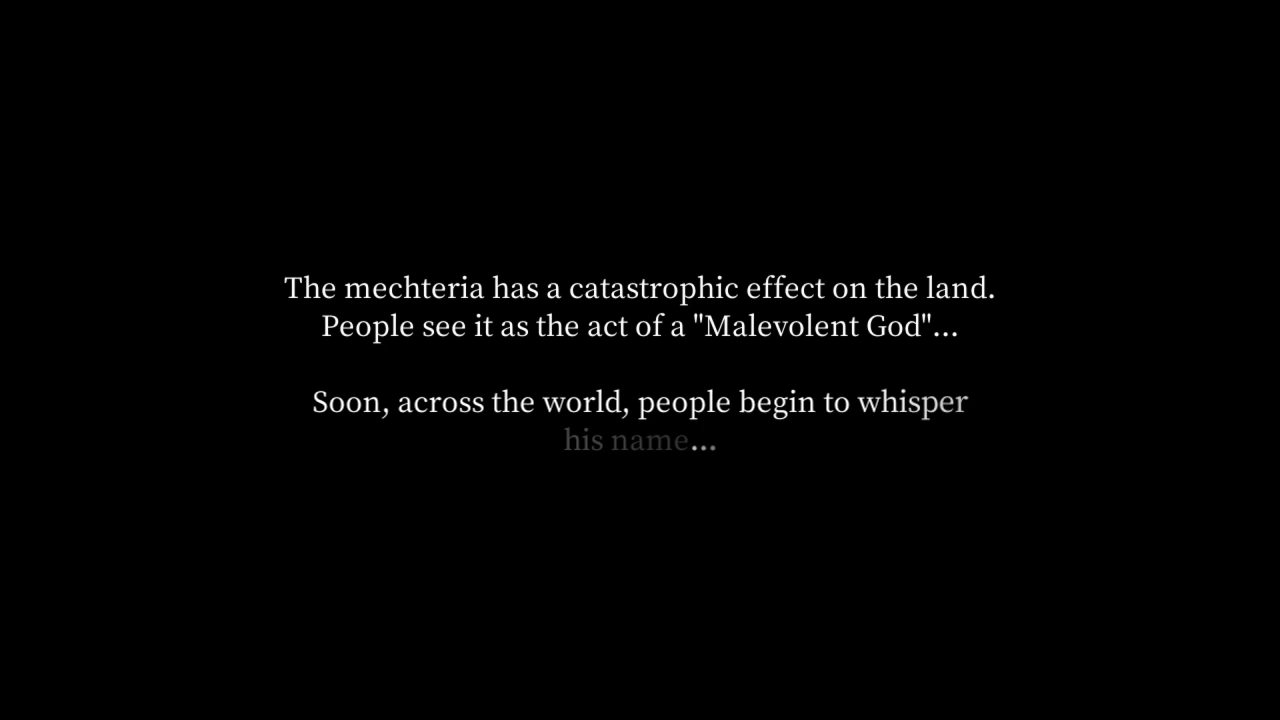 The mechteria has a catastrophic effect on the land.
People see it as the act of a "Malevolent God"...
Soon, across the world, people begin to whisper
his name...